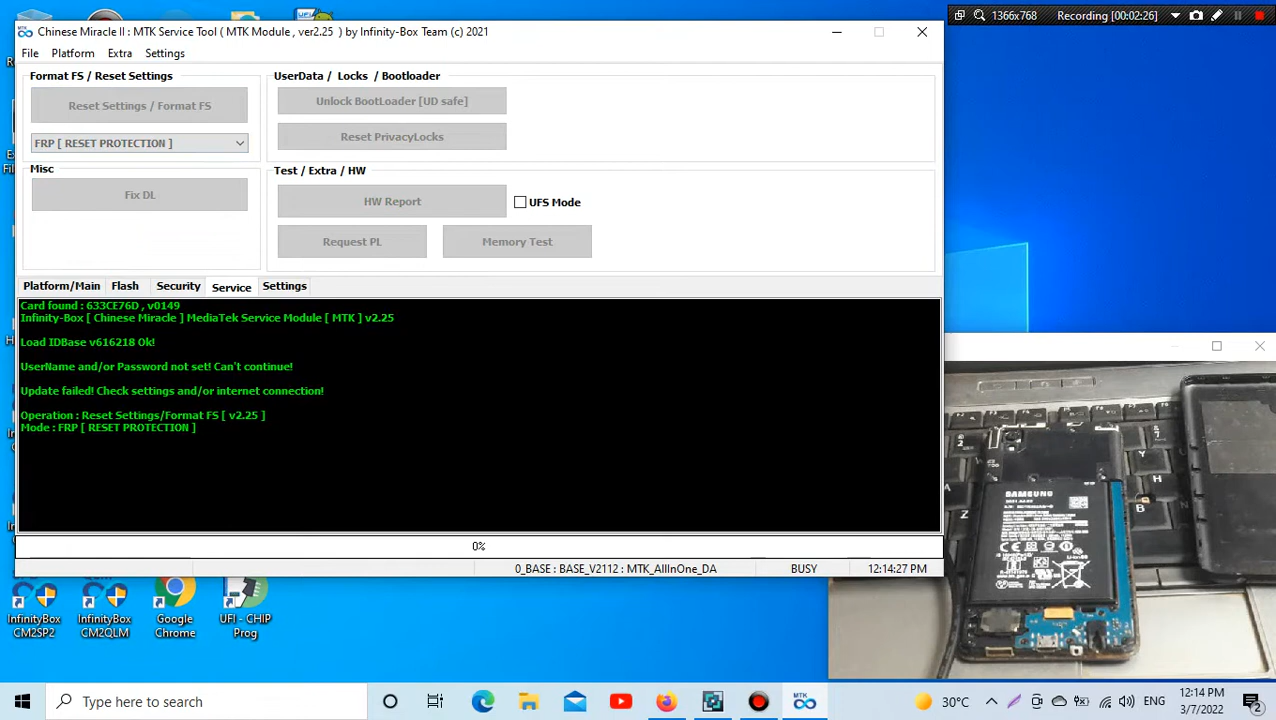 1366x768
Recording [00:02:26]
Chinese Miracle II : MTK Service Tool ( MTK Module , ver2.25 ) by Infinity-Box Team (c) 2021
File Platform Extra Settings
Format FS / Reset Settings
UserData / Locks / Bootloader
Reset Settings / Format FS
Unlock BootLoader [UD safe]
FRP [ RESET PROTECTION ]
Reset PrivacyLocks
Misc
Test / Extra / HW
Fix DL
HW Report
UFS Mode
Request PL
Memory Test
Platform/Main Flash Security Service Settings
Card found : 633CE76D , v0149
Infinity-Box [ Chinese Miracle ] MediaTek Service Module [ MTK ] v2.25
Load IDBase v616218 Ok!
UserName and/or Password not set! Can't continue!
Update failed! Check settings and/or internet connection!
Operation : Reset Settings/Format FS [ v2.25 ]
Mode : FRP [ RESET PROTECTION ]
0%
0_BASE : BASE_V2112 : MTK_AllInOne_DA
BUSY
12:14:27 PM
SAMSUNG
InfinityBox
CM2SP2
InfinityBox
CM2QLM
Google
Chrome
UFI - CHIP
Prog
Type here to search
30°C
ENG
12:14 PM
3/7/2022
2